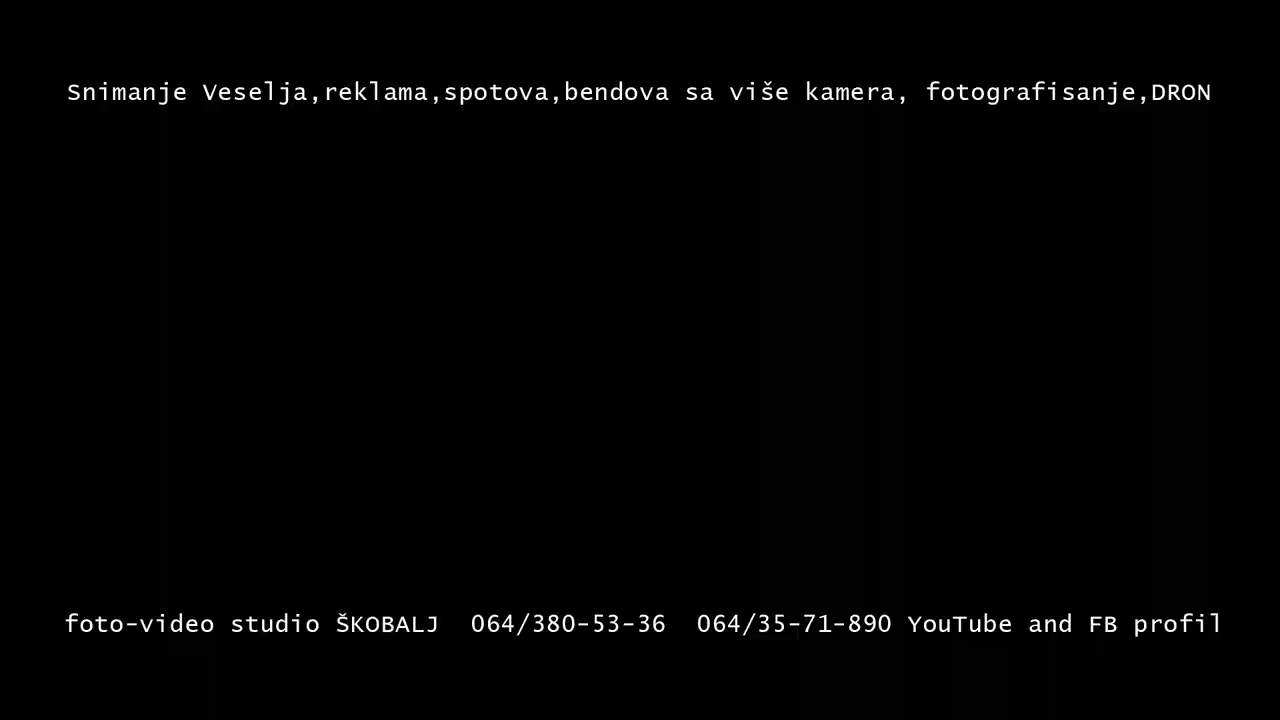 Snimanje Veselja,reklama,spotova,bendova sa više kamera, fotografisanje,DRON
foto-video studio ŠKOBALJ  064/380-53-36  064/35-71-890 YouTube and FB profil